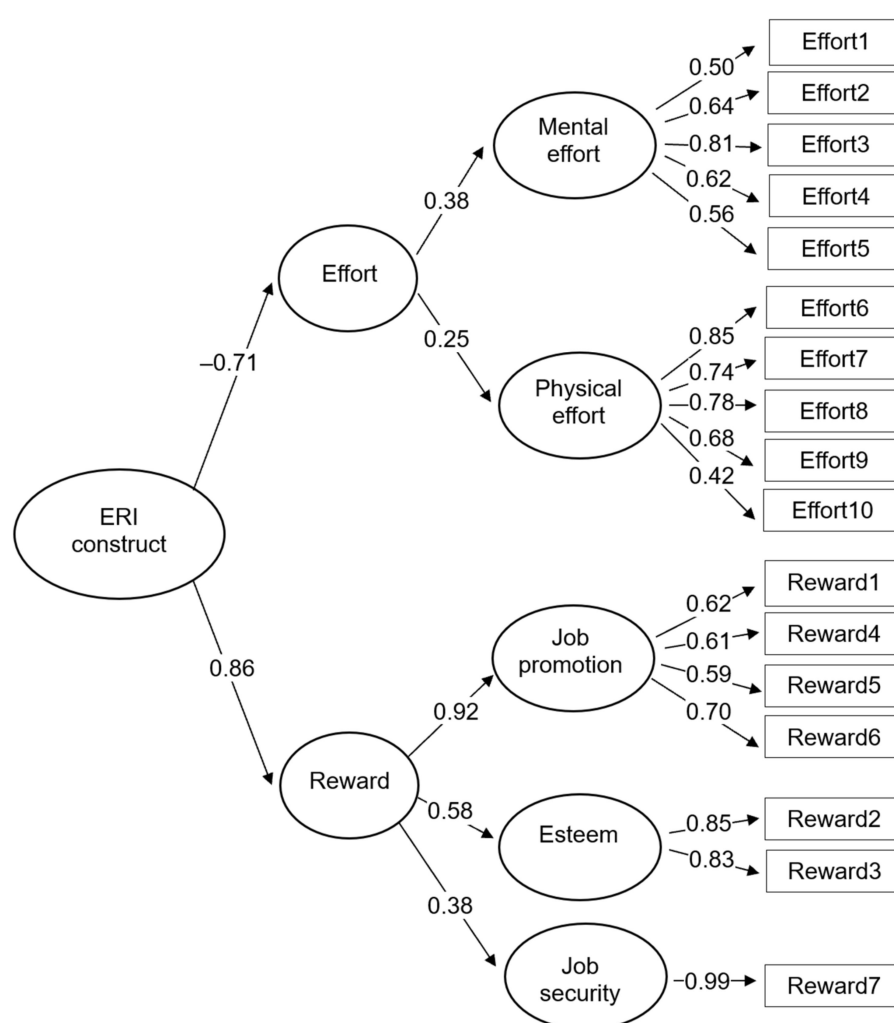 Effort1
0.50
Effort2
0.64
Mental
effort
0.81
Effort3
0.62
Effort4
0.38
0.56
Effort5
Effort
Effort6
0.25
0.85
Effort7
–0.71
0.74
Physical
effort
0.78
Effort8
0.68
Effort9
0.42
Effort10
ERI
construct
Reward1
0.62
Job
promotion
0.61
Reward4
0.86
0.59
Reward5
0.92
0.70
Reward6
Reward
0.58
Esteem
0.85
Reward2
0.83
Reward3
0.38
Job
security
–0.99
Reward7